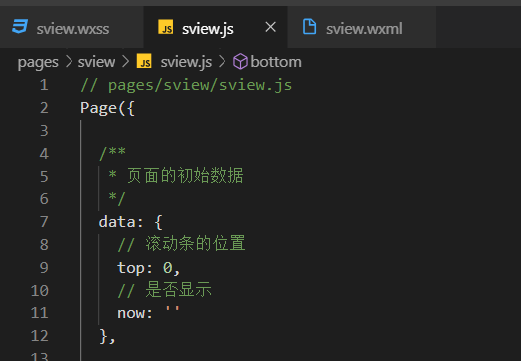 sview.wxss sview.js sview.wxml
pages > sview > JS sview.js > bottom
1 // pages/sview/sview.js
2 Page({
3
4 /**
5 * 页面的初始数据
6 */
7 data: {
8 // 滚动条的位置
9 top: 0,
10 // 是否显示
11 now: ''
12 },
13